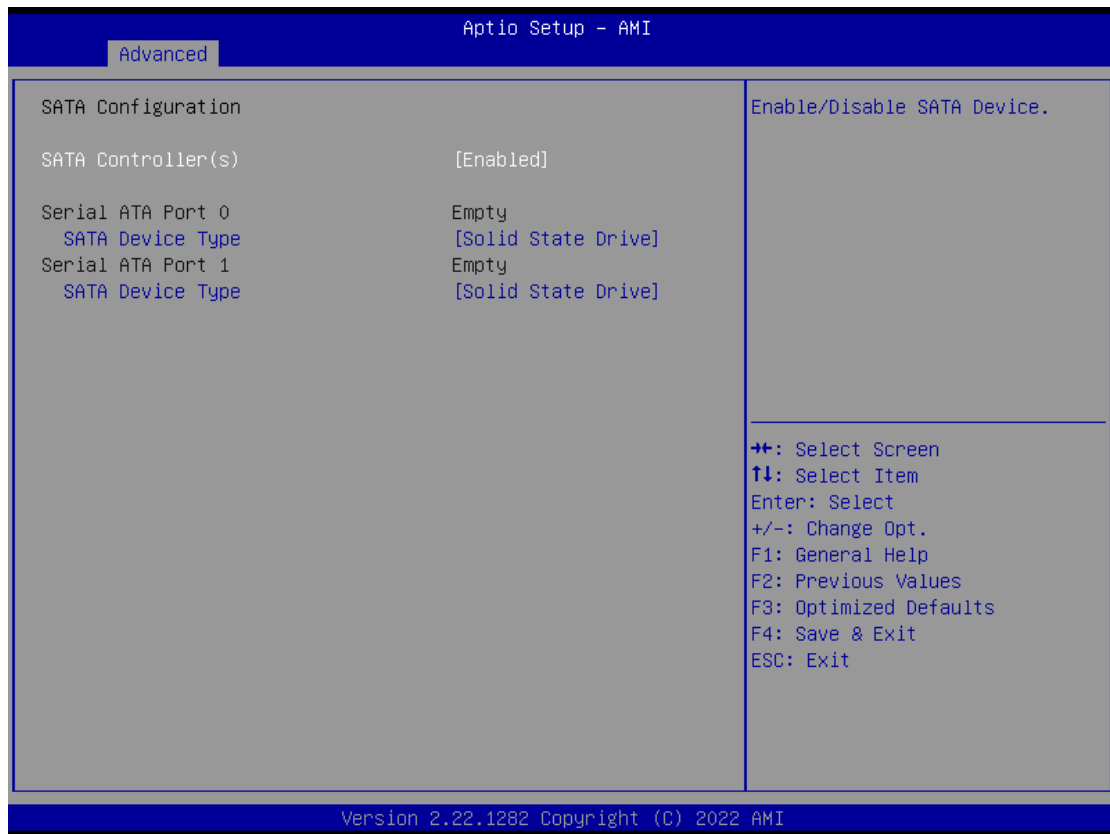 Aptio Setup – AMI
Advanced
SATA Configuration
SATA Controller(s) [Enabled]
Serial ATA Port 0 Empty
SATA Device Type [Solid State Drive]
Serial ATA Port 1 Empty
SATA Device Type [Solid State Drive]
Enable/Disable SATA Device.
→←: Select Screen
↑↓: Select Item
Enter: Select
+/-: Change Opt.
F1: General Help
F2: Previous Values
F3: Optimized Defaults
F4: Save & Exit
ESC: Exit
Version 2.22.1282 Copyright (C) 2022 AMI